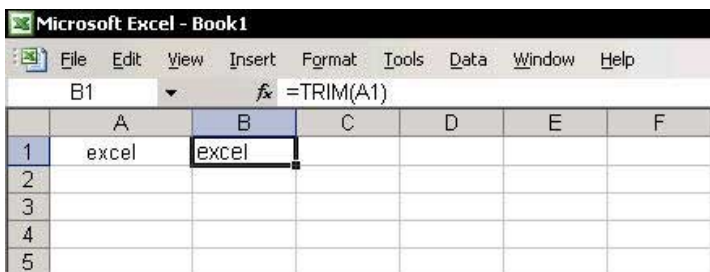 Microsoft Excel - Book1
File Edit View Insert Format Tools Data Window Help
B1 fx =TRIM(A1)
A B C D E F
1 excel excel
2
3
4
5